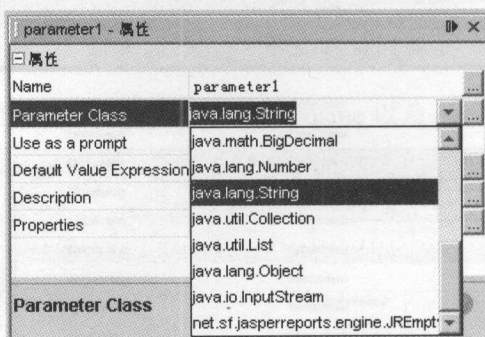 parameter1 - 属性
属性
Name parameter1 ...
Parameter Class java.lang.String ...
Use as a prompt java.math.BigDecimal
Default Value Expression java.lang.Number ...
Description java.lang.String ...
Properties java.util.Collection ...
java.util.List
java.lang.Object
Parameter Class java.io.InputStream
net.sf.jasperreports.engine.JREmpt